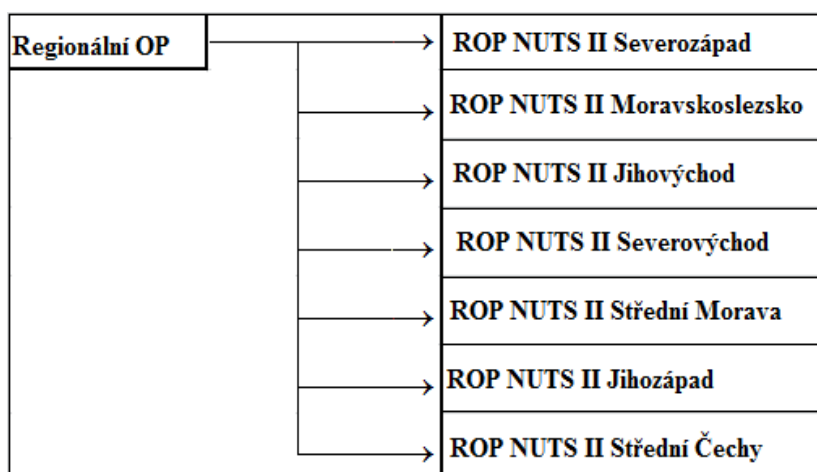 Regionální OP
ROP NUTS II Severozápad
ROP NUTS II Moravskoslezsko
ROP NUTS II Jihovýchod
ROP NUTS II Severovýchod
ROP NUTS II Střední Morava
ROP NUTS II Jihozápad
ROP NUTS II Střední Čechy